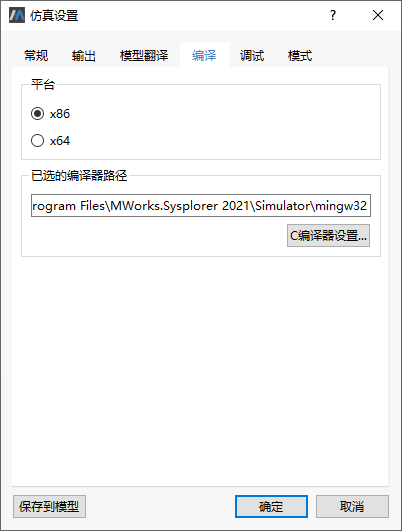 仿真设置
常规 输出 模型翻译 编译 调试 模式
平台
x86
x64
已选的编译器路径
rogram Files\MWorks.Sysplorer 2021\Simulator\mingw32
C编译器设置...
保存到模型 确定 取消